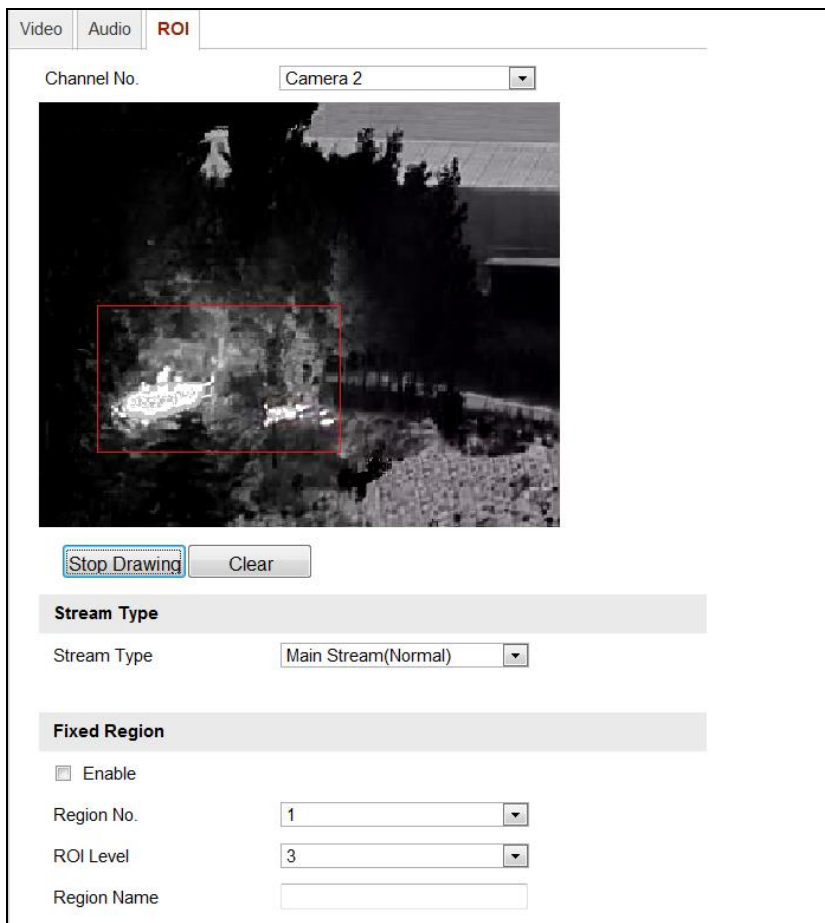 Video Audio ROI
Channel No. Camera 2
Stop Drawing Clear
Stream Type
Stream Type Main Stream(Normal)
Fixed Region
Enable
Region No. 1
ROI Level 3
Region Name